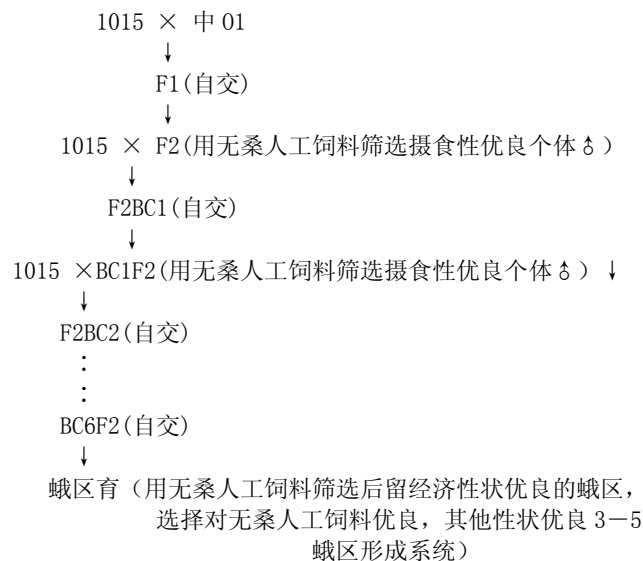 1015 × 中 01
↓
F1(自交)
↓
1015 × F2(用无桑人工饲料筛选摄食性优良个体♂)
↓
F2BC1(自交)
↓
1015 ×BC1F2(用无桑人工饲料筛选摄食性优良个体♂) ↓
↓
F2BC2(自交)
:
:
BC6F2(自交)
↓
蛾区育（用无桑人工饲料筛选后留经济性状优良的蛾区，
选择对无桑人工饲料优良，其他性状优良 3－5
蛾区形成系统）